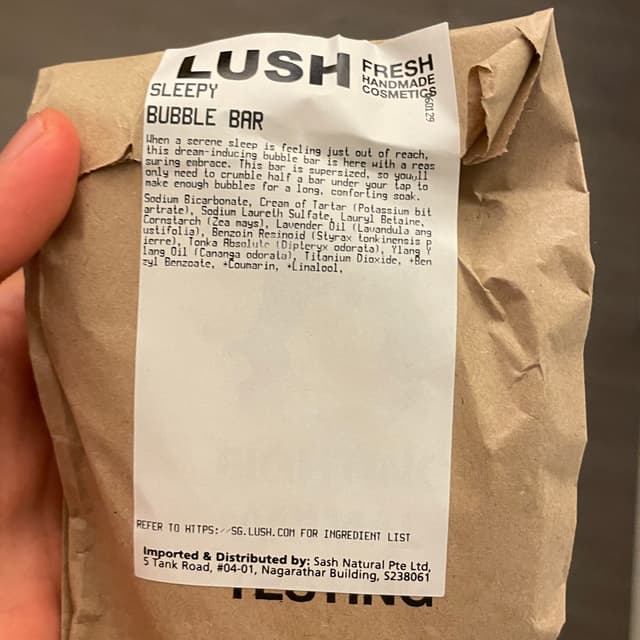 LUSH
FRESH
HANDMADE
COSMETICS
SLEEPY
BUBBLE BAR
When a serene sleep is feeling just out of reach,
this dream-inducing bubble bar is here with a reas
suring embrace. This bar is supersized, so you'll
only need to crumble half a bar under your tap to
make enough bubbles for a long, comforting soak.
Sodium Bicarbonate, Cream of Tartar (Potassium bit
artrate), Sodium Laureth Sulfate, Lauryl Betaine,
Cornstarch (Zea mays), Lavender Oil (Lavandula ang
ustifolia), Benzoin Resinoid (Styrax tonkinensis P
ierre), Tonka Absolute (Dipteryx odorata), Ylang Y
lang Oil (Cananga odorata), Titanium Dioxide, *Ben
zyl Benzoate, *Coumarin, *Linalool,
REFER TO HTTPS://SG.LUSH.COM FOR INGREDIENT LIST
Imported & Distributed by: Sash Natural Pte Ltd,
5 Tank Road, #04-01, Nagarathar Building, S238061
TESTING